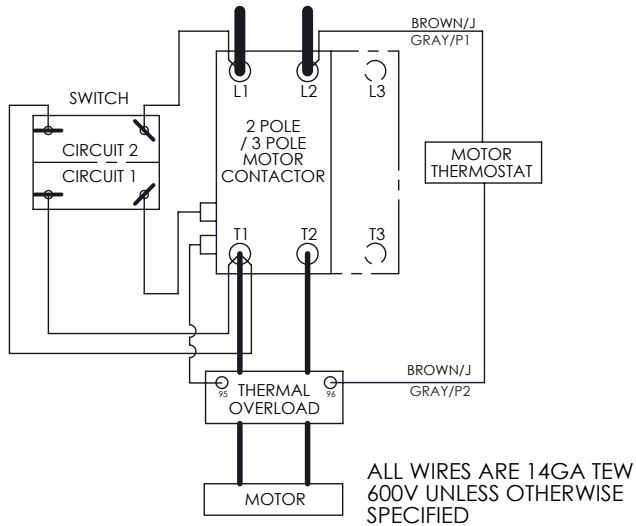 BROWN/J
GRAY/P1
L1
L2
L3
SWITCH
2 POLE
/ 3 POLE
MOTOR
CONTACTOR
CIRCUIT 2
CIRCUIT 1
MOTOR
THERMOSTAT
T1
T2
T3
BROWN/J
GRAY/P2
95
96
THERMAL
OVERLOAD
MOTOR
ALL WIRES ARE 14GA TEW
600V UNLESS OTHERWISE
SPECIFIED